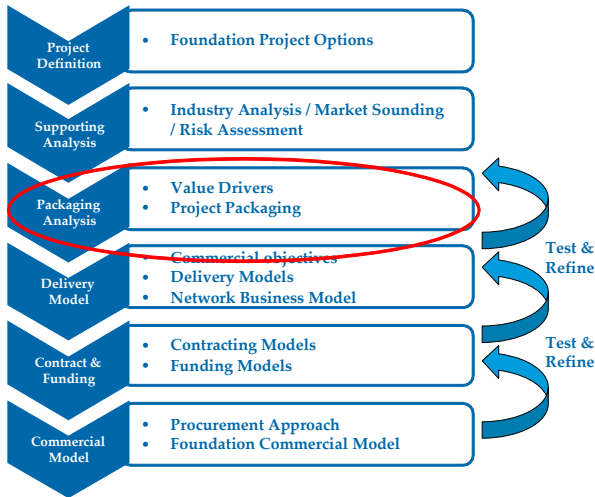 Project
Definition
• Foundation Project Options
Supporting
Analysis
• Industry Analysis / Market Sounding
/ Risk Assessment
Packaging
Analysis
• Value Drivers
• Project Packaging
Delivery
Model
• Commercial objectives
• Delivery Models
• Network Business Model
Test &
Refine
Contract &
Funding
• Contracting Models
• Funding Models
Test &
Refine
Commercial
Model
• Procurement Approach
• Foundation Commercial Model